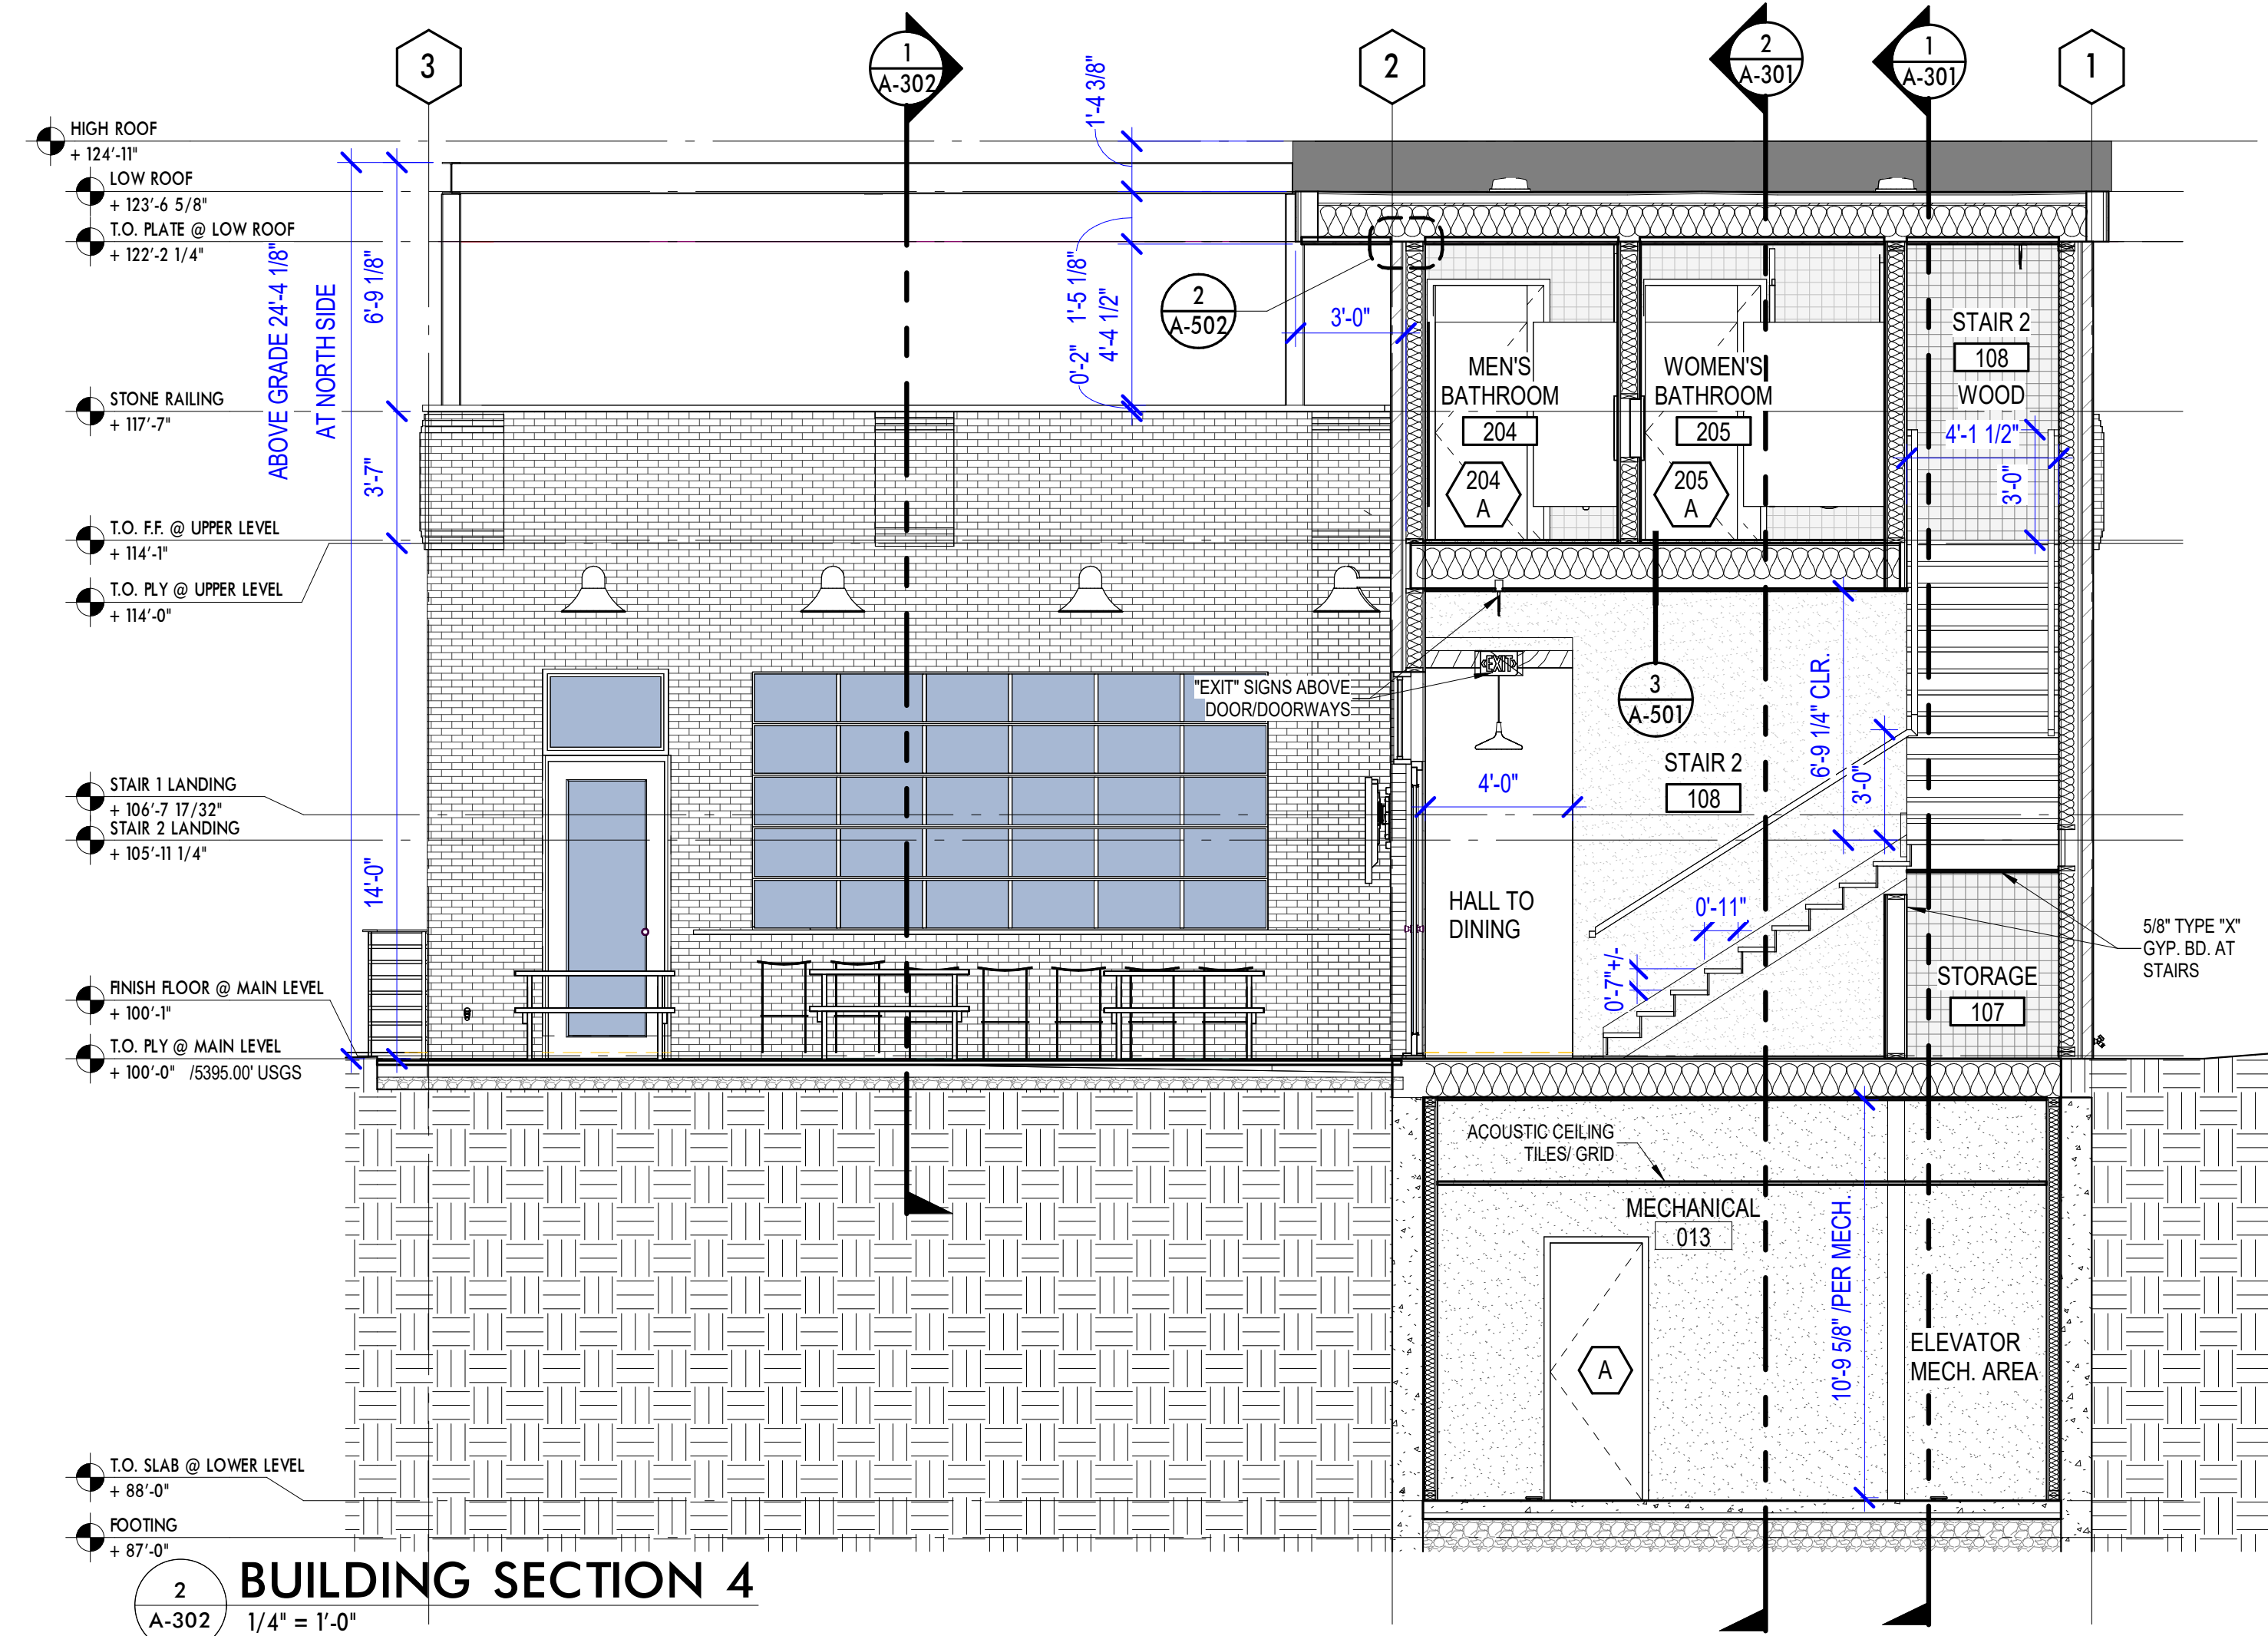 3
1
A-302
2
2
A-301
1
A-301
1
HIGH ROOF
+ 124'-11"
LOW ROOF
+ 123'-6 5/8"
T.O. PLATE @ LOW ROOF
+ 122'-2 1/4"
STONE RAILING
+ 117'-7"
T.O. F.F. @ UPPER LEVEL
+ 114'-1"
T.O. PLY @ UPPER LEVEL
+ 114'-0"
STAIR 1 LANDING
+ 106'-7 17/32"
STAIR 2 LANDING
+ 105'-11 1/4"
FINISH FLOOR @ MAIN LEVEL
+ 100'-1"
T.O. PLY @ MAIN LEVEL
+ 100'-0" /5395.00' USGS
T.O. SLAB @ LOWER LEVEL
+ 88'-0"
FOOTING
+ 87'-0"
ABOVE GRADE 24'-4 1/8"
AT NORTH SIDE
6'-9 1/8"
3'-7"
14'-0"
1'-4 3/8"
0'-2"
1'-5 1/8"
4'-4 1/2"
2
A-502
3'-0"
MEN'S
BATHROOM
204
204
A
WOMEN'S
BATHROOM
205
205
A
STAIR 2
108
WOOD
4'-1 1/2"
3'-0"
"EXIT" SIGNS ABOVE
DOOR/DOORWAYS
EXIT
3
A-501
6'-9 1/4" CLR.
3'-0"
STAIR 2
108
4'-0"
HALL TO
DINING
0'-11"
0'-7"+/-
STORAGE
107
5/8" TYPE "X"
GYP. BD. AT
STAIRS
ACOUSTIC CEILING
TILES/ GRID
MECHANICAL
013
A
10'-9 5/8" /PER MECH.
ELEVATOR
MECH. AREA
2
A-302
BUILDING SECTION 4
1/4" = 1'-0"